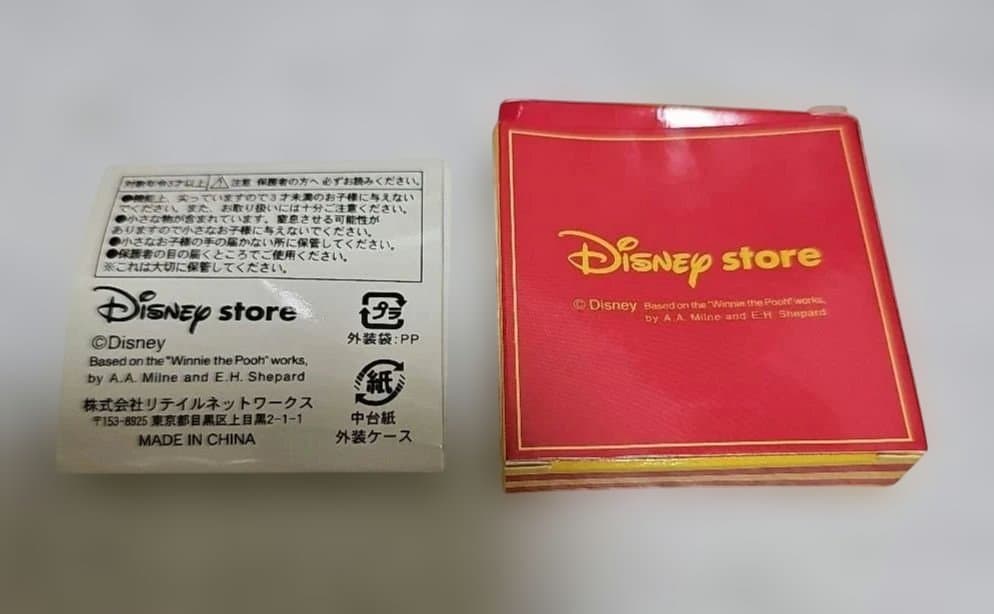 対象年令3才以上 ⚠注意 保護者の方へ 必ずお読みください。
●機能上、尖っていますので3才未満のお子様に与えない
でください。また、お取り扱いには十分ご注意ください。
●小さな物が含まれています。窒息させる可能性が
ありますので小さなお子様に与えないでください。
●小さなお子様の手の届かない所に保管してください。
●保護者の目の届くところでご使用ください。
※これは大切に保管してください。
Disney store
©Disney
Based on the "Winnie the Pooh" works,
by A.A. Milne and E.H. Shepard
株式会社リテイルネットワークス
〒153-8925 東京都目黒区上目黒2-1-1
MADE IN CHINA
プラ
外装袋:PP
紙
中台紙
外装ケース
Disney store
© Disney Based on the "Winnie the Pooh" works,
by A.A. Milne and E.H. Shepard